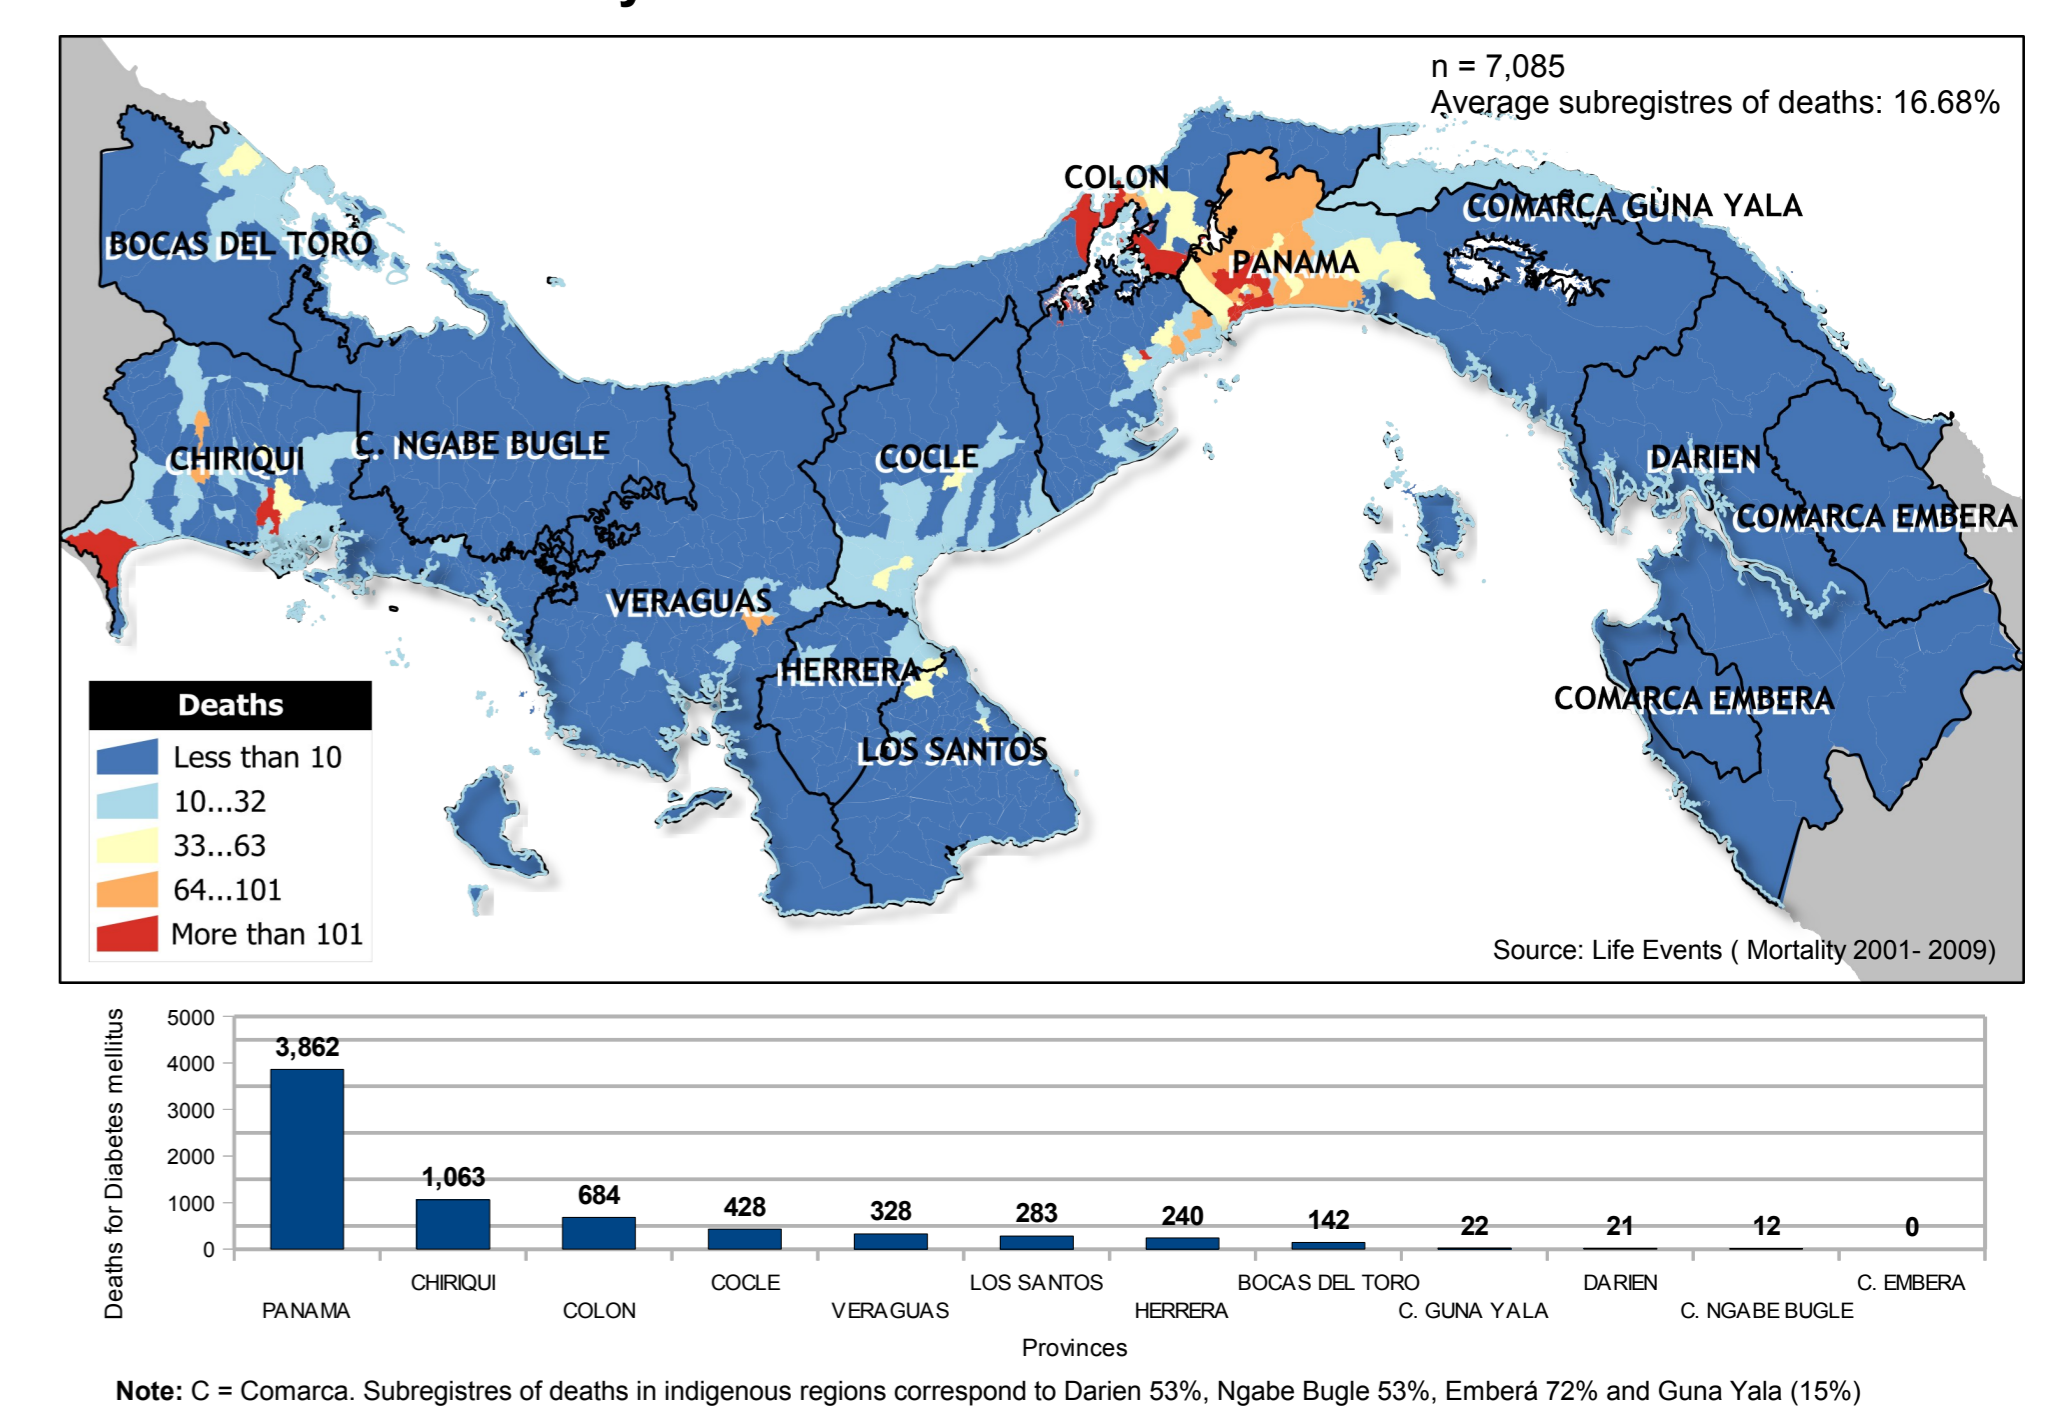 n = 7,085
Average subregistres of deaths: 16.68%
COLON
COMARCA GUNA YALA
BOCAS DEL TORO
PANAMA
C. NGABE BUGLE
CHIRIQUI
COCLE
DARIEN
COMARCA EMBERA
VERAGUAS
HERRERA
COMARCA EMBERA
LOS SANTOS
Deaths
Less than 10
10...32
33...63
64...101
More than 101
Source: Life Events ( Mortality 2001- 2009)
Deaths for Diabetes mellitus
5000
4000
3000
2000
1000
0
3,862
1,063
684
428
328
283
240
142
22
21
12
0
PANAMA
CHIRIQUI
COLON
COCLE
VERAGUAS
LOS SANTOS
HERRERA
BOCAS DEL TORO
C. GUNA YALA
DARIEN
C. NGABE BUGLE
C. EMBERA
Provinces
Note: C = Comarca. Subregistres of deaths in indigenous regions correspond to Darien 53%, Ngabe Bugle 53%, Emberá 72% and Guna Yala (15%)